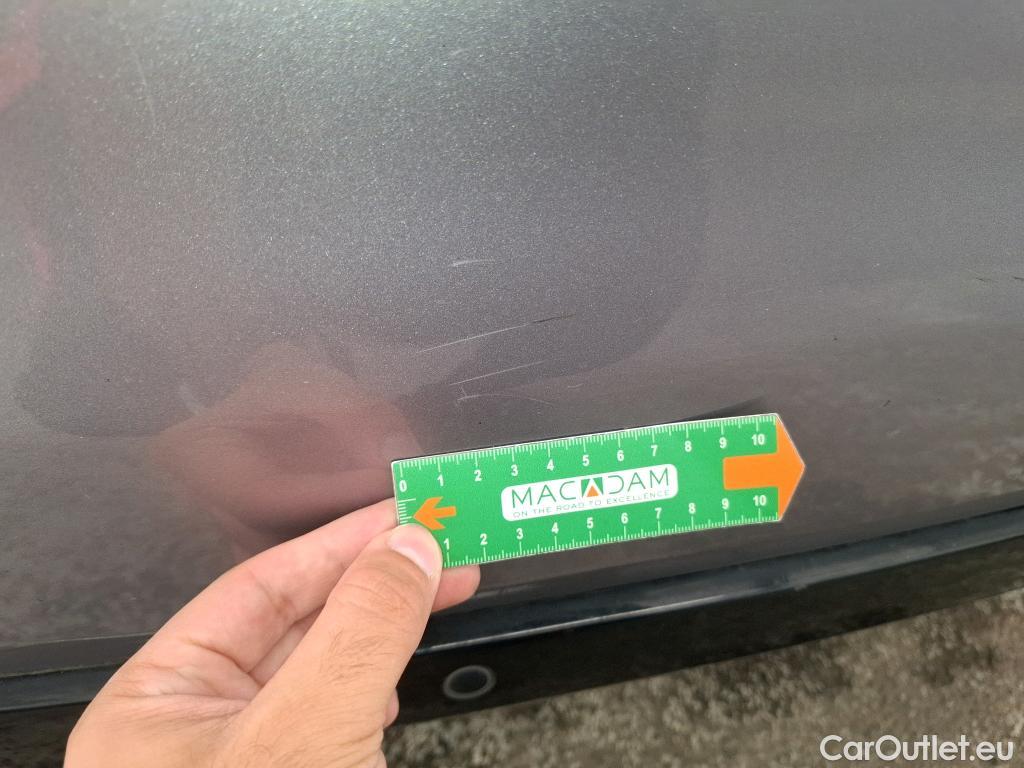 0 1 2 3 4 5 6 7 8 9 10
MACADAM
ON THE ROAD TO EXCELLENCE
1 2 3 4 5 6 7 8 9 10
CarOutlet.eu